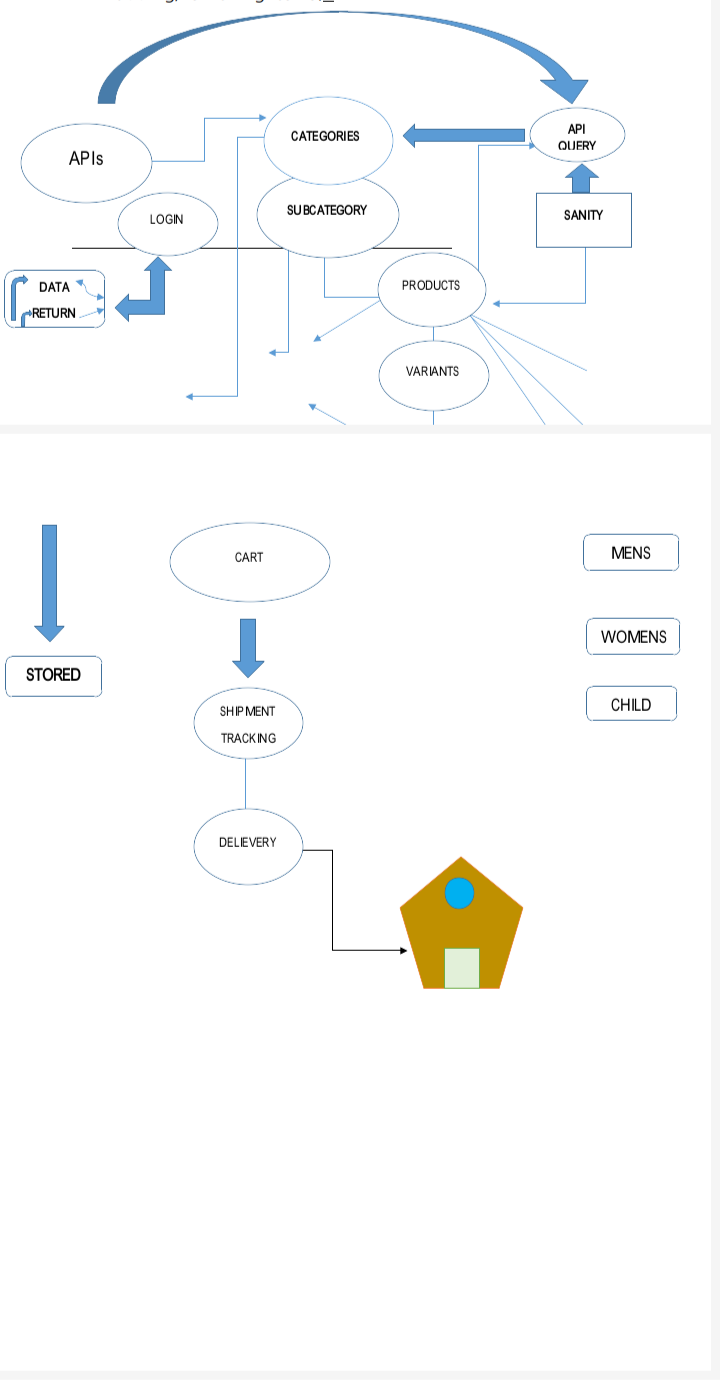 APIs
CATEGORIES
API
QUERY
LOGIN
SUBCATEGORY
SANITY
DATA
RETURN
PRODUCTS
VARIANTS
CART
MENS
WOMENS
STORED
CHILD
SHIPMENT
TRACKING
DELIEVERY